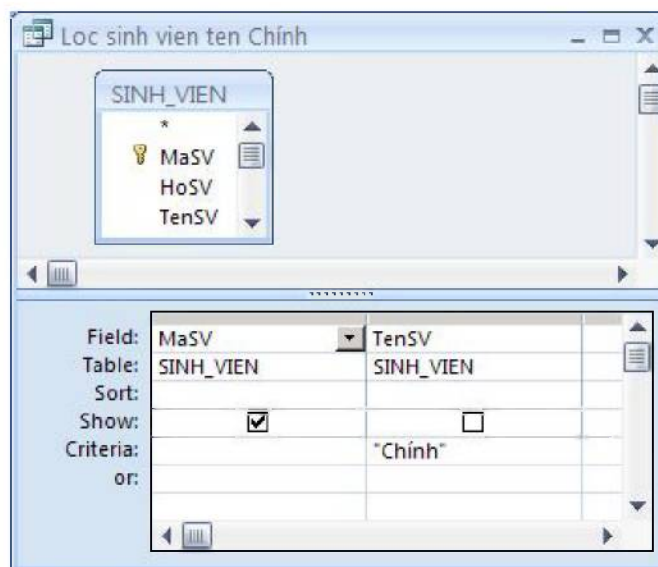 Loc sinh vien ten Chính
SINH_VIEN
*
MaSV
HoSV
TenSV
Field: MaSV TenSV
Table: SINH_VIEN SINH_VIEN
Sort:
Show:
Criteria: "Chính"
or: